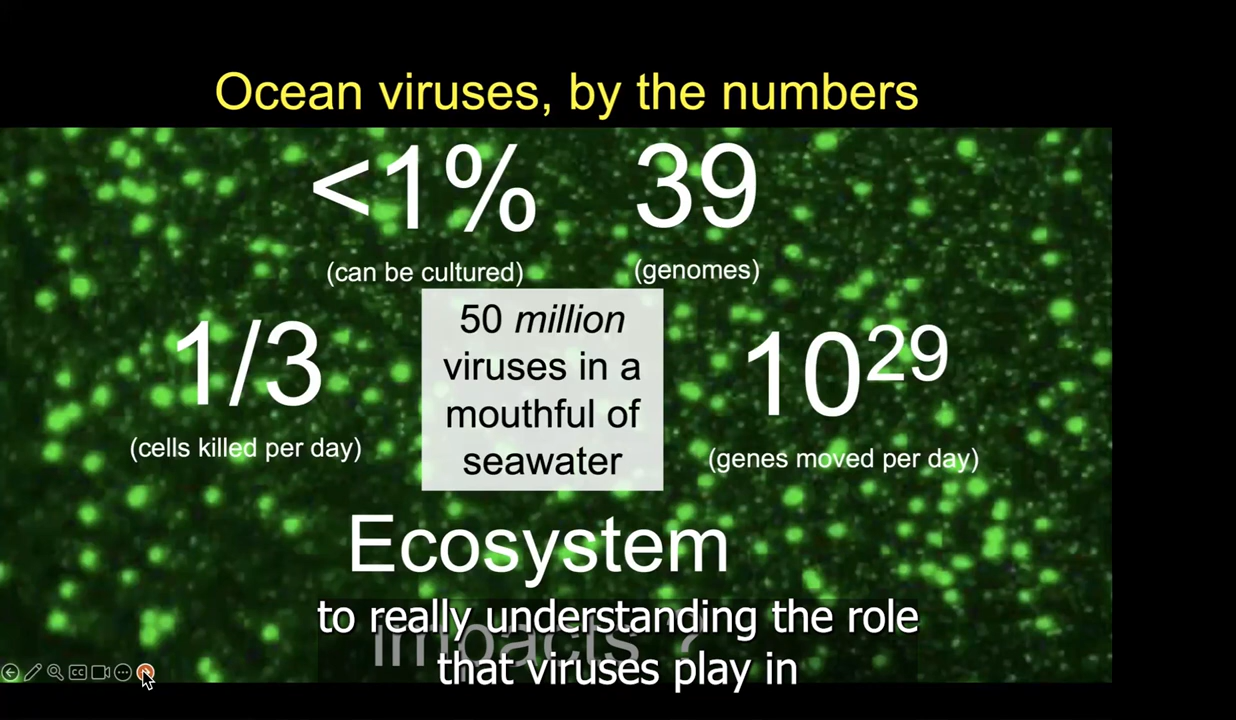 Ocean viruses, by the numbers
<1% 39
(can be cultured) (genomes)
50 million
viruses in a
mouthful of
seawater
1/3
(cells killed per day)
10²⁹
(genes moved per day)
Ecosystem
impacts ?
to really understanding the role
that viruses play in